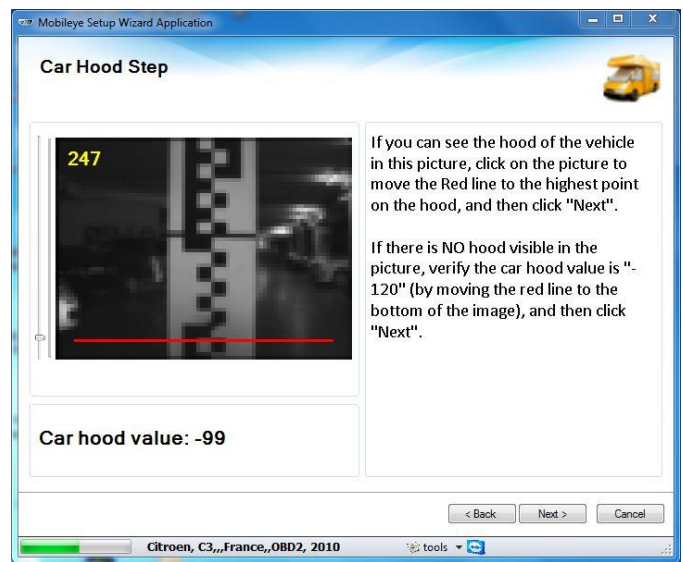 Mobileye Setup Wizard Application
Car Hood Step
247
If you can see the hood of the vehicle
in this picture, click on the picture to
move the Red line to the highest point
on the hood, and then click "Next".
If there is NO hood visible in the
picture, verify the car hood value is "-
120" (by moving the red line to the
bottom of the image), and then click
"Next".
Car hood value: -99
< Back
Next >
Cancel
Citroen, C3,,,France,,OBD2, 2010
tools